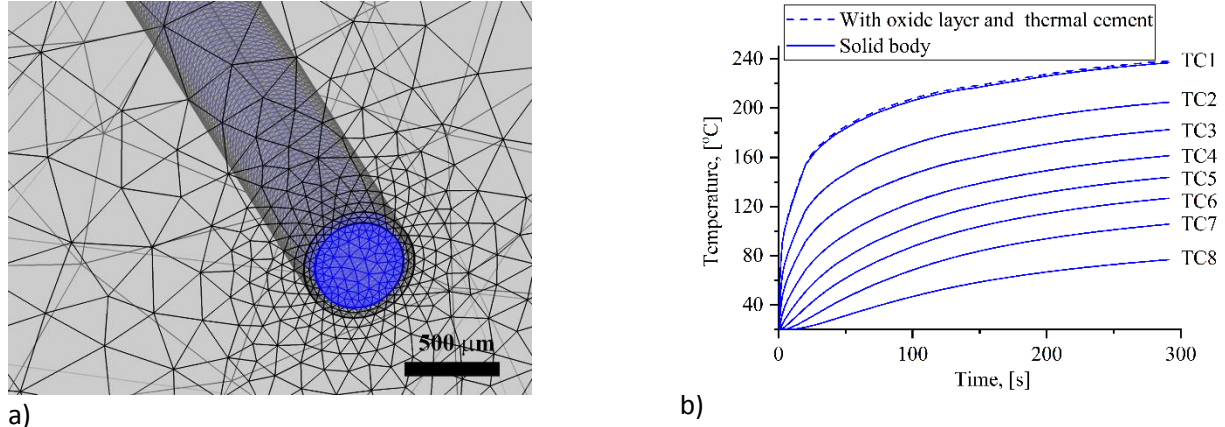 500 µm
a)
With oxide layer and thermal cement
Solid body
240
200
160
120
80
40
0
100
200
300
Temperature, [°C]
Time, [s]
TC1
TC2
TC3
TC4
TC5
TC6
TC7
TC8
b)